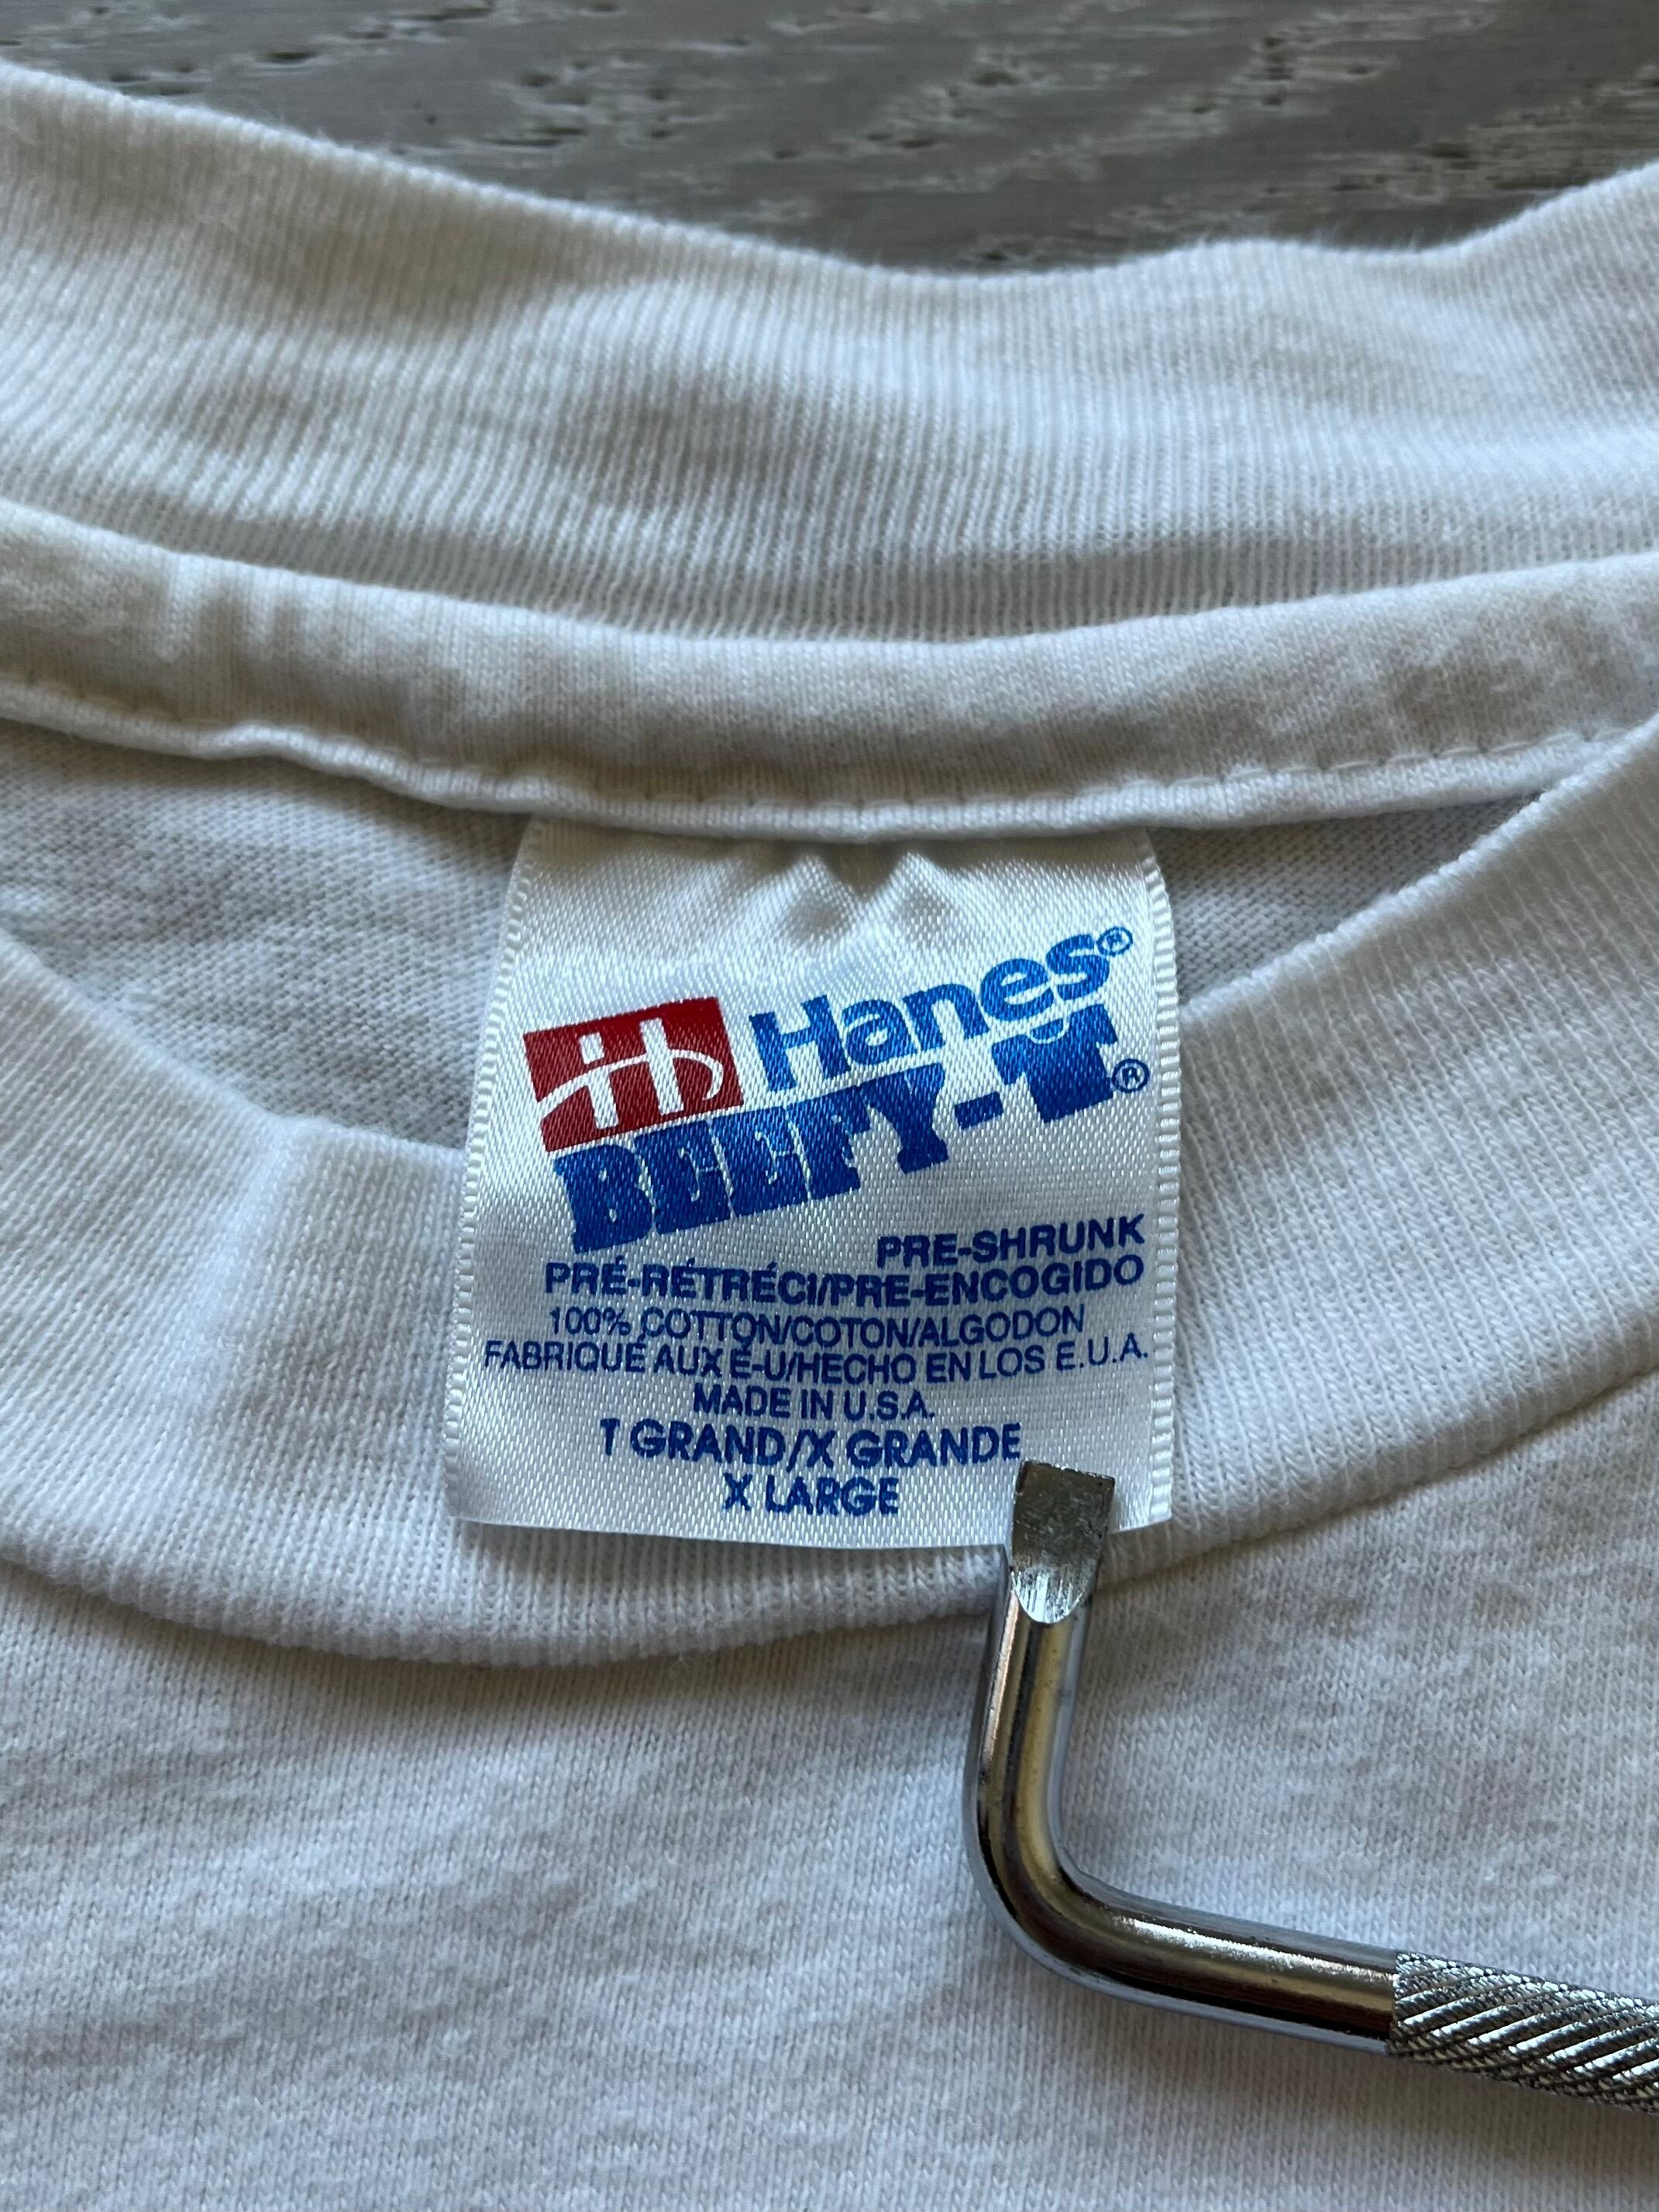 Hanes®
BEEFY-T®
PRE-SHRUNK
PRÉ-RÉTRÉCI/PRE-ENCOGIDO
100% COTTON/COTON/ALGODON
FABRIQUÉ AUX É-U/HECHO EN LOS E.U.A.
MADE IN U.S.A.
T GRAND/X GRANDE
X LARGE